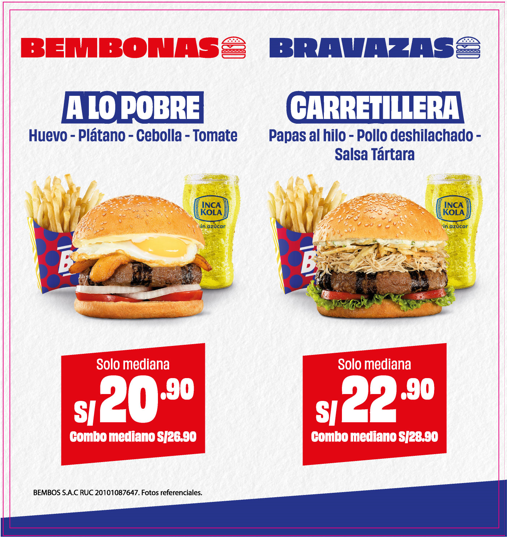 BEMBONAS
BRAVAZAS
A LO POBRE
Huevo - Plátano - Cebolla - Tomate
CARRETILLERA
Papas al hilo - Pollo deshilachado -
Salsa Tártara
INCA
KOLA
sin azúcar
B
INCA
KOLA
in azúcar
B
Solo mediana
S/20.90
Combo mediano S/26.90
Solo mediana
S/22.90
Combo mediano S/28.90
BEMBOS S.A.C RUC 20101087647. Fotos referenciales.